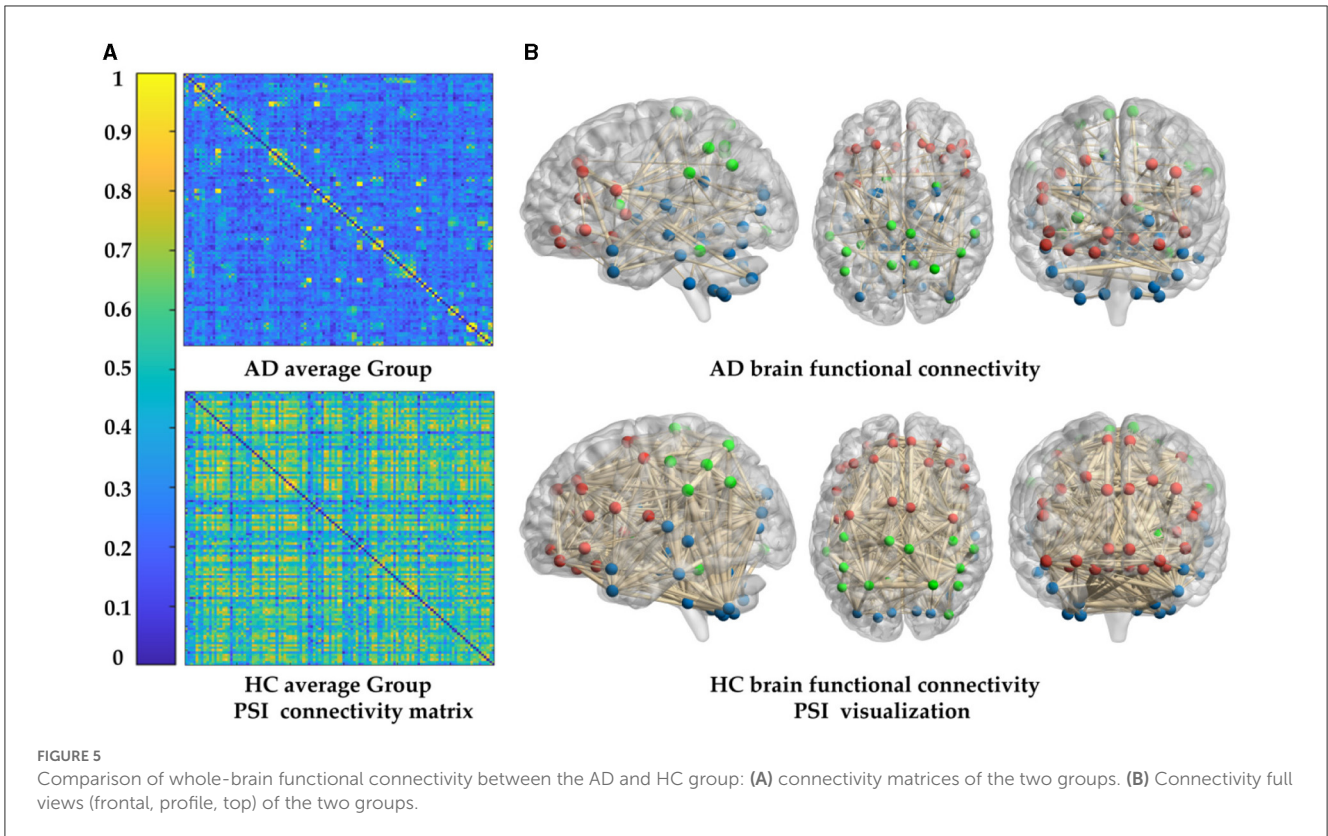 A
B
1
0.9
0.8
0.7
0.6
0.5
0.4
0.3
0.2
0.1
0
AD average Group
AD brain functional connectivity
HC average Group
PSI connectivity matrix
HC brain functional connectivity
PSI visualization
FIGURE 5
Comparison of whole-brain functional connectivity between the AD and HC group: (A) connectivity matrices of the two groups. (B) Connectivity full
views (frontal, profile, top) of the two groups.